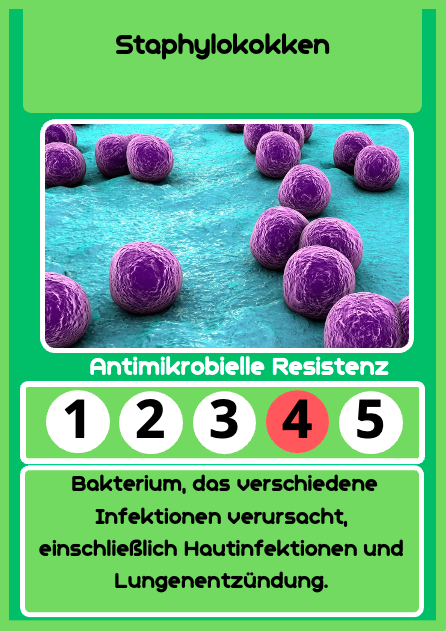 Staphylokokken
Antimikrobielle Resistenz
1 2 3 4 5
Bakterium, das verschiedene
Infektionen verursacht,
einschließlich Hautinfektionen und
Lungenentzündung.